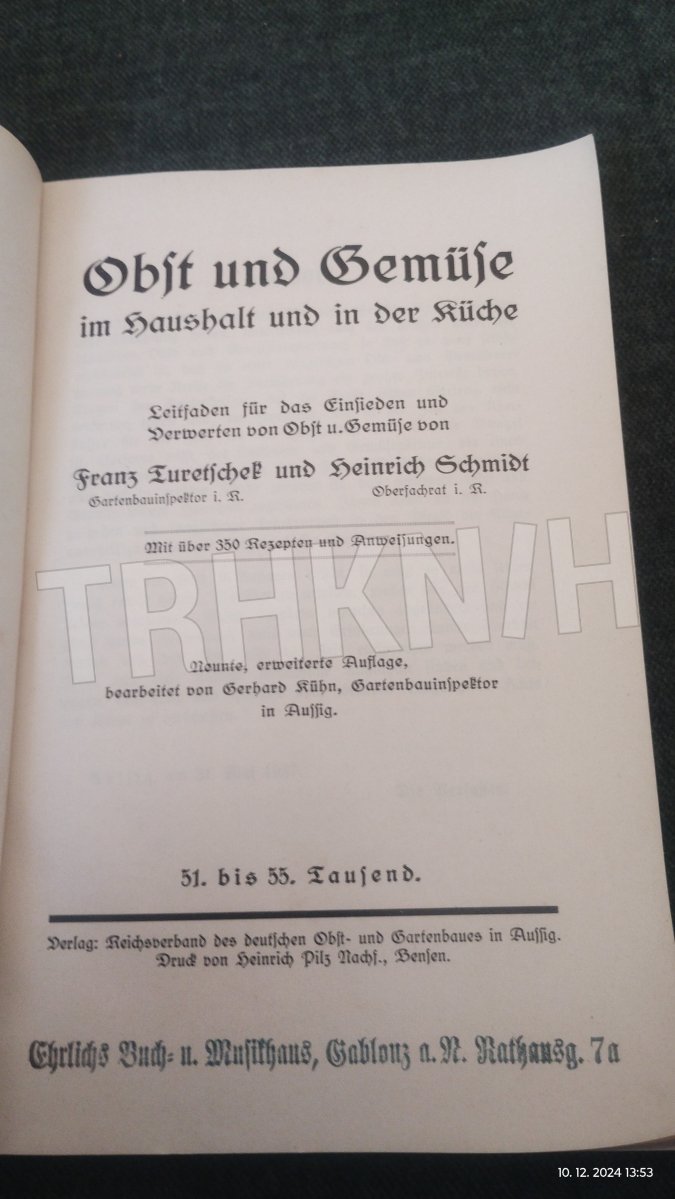 Obst und Gemüse
im Haushalt und in der Küche
Leitfaden für das Einsieden und
Verwerten von Obst u. Gemüse von
Franz Turetschek und Heinrich Schmidt
Gartenbauinspektor i. R. Oberfachrat i. R.
Mit über 350 Rezepten und Anweisungen.
TRHKN/H
Neunte, erweiterte Auflage,
bearbeitet von Gerhard Kühn, Gartenbauinspektor
in Aussig.
51. bis 55. Tausend.
Verlag: Reichsverband des deutschen Obst- und Gartenbaues in Aussig.
Druck von Heinrich Pilz Nachf., Bensen.
Ehrlichs Buch- u. Musikhaus, Gablonz a. N. Rathausg. 7a
10. 12. 2024 13:53